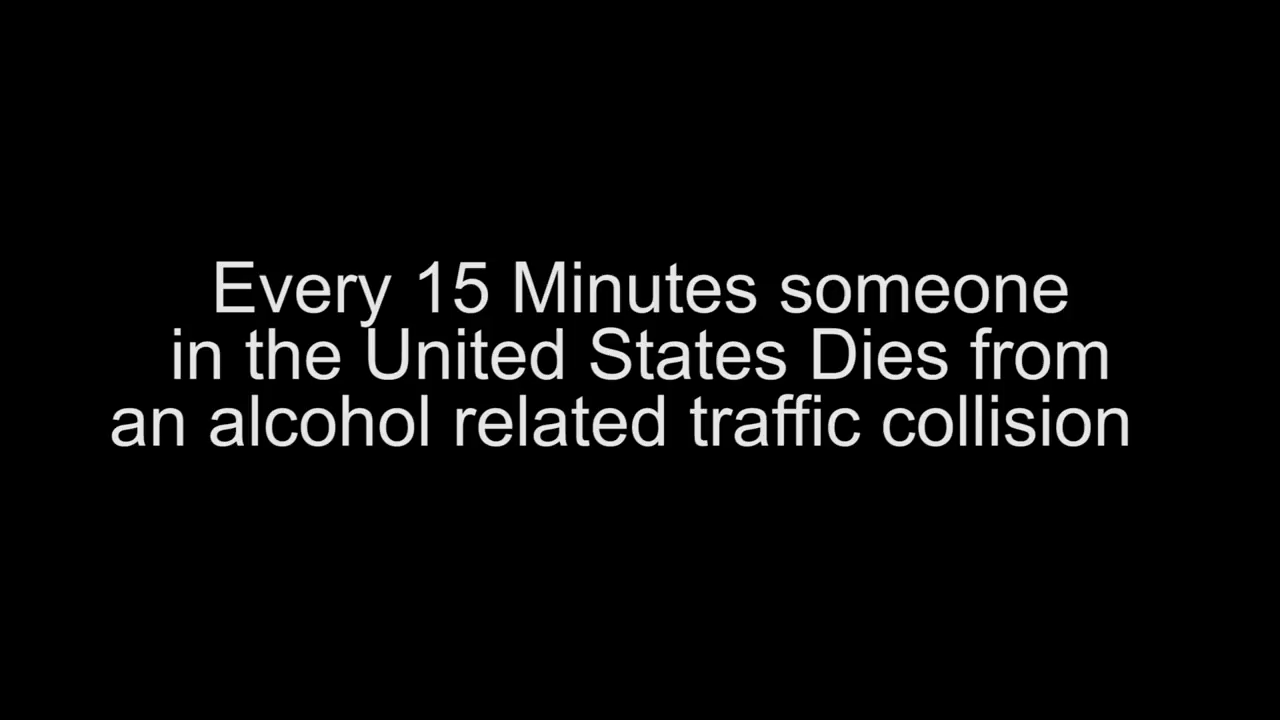 Every 15 Minutes someone
in the United States Dies from
an alcohol related traffic collision